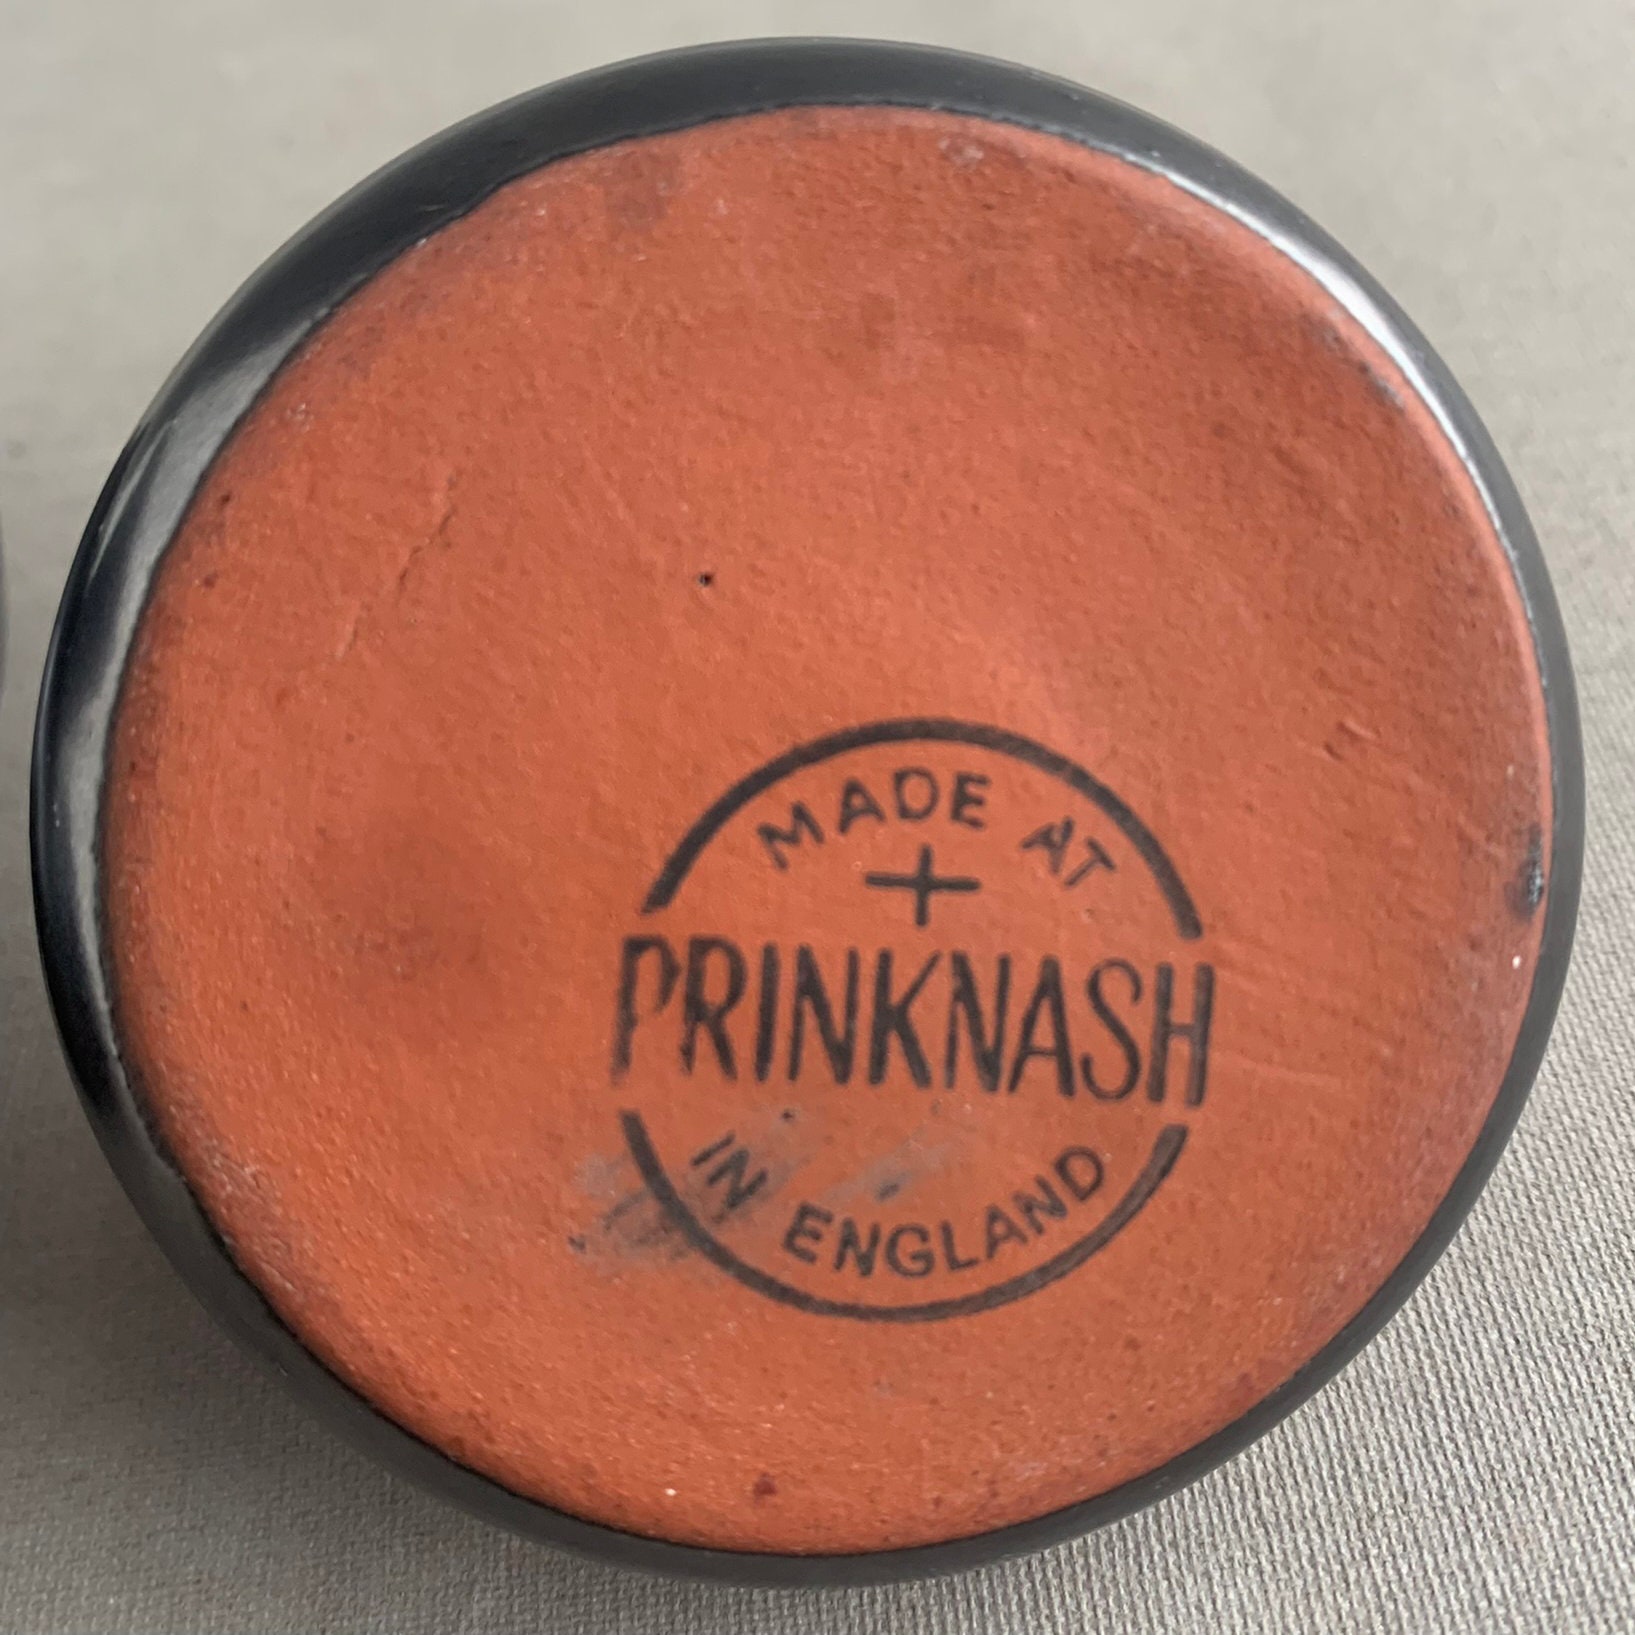 MADE AT
+
PRINKNASH
IN ENGLAND